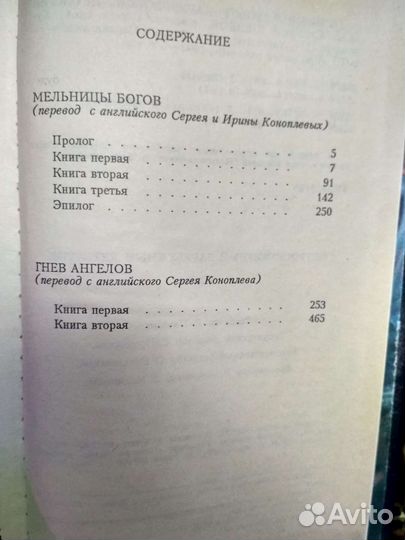 СОДЕРЖАНИЕ
МЕЛЬНИЦЫ БОГОВ
(перевод с английского Сергея и Ирины Коноплевых)
Пролог . . . . . . . . . . 5
Книга первая . . . . . . . . . . 7
Книга вторая . . . . . . . . . . 91
Книга третья . . . . . . . . . . 142
Эпилог . . . . . . . . . . 250
ГНЕВ АНГЕЛОВ
(перевод с английского Сергея Коноплева)
Книга первая . . . . . . . . . . 253
Книга вторая . . . . . . . . . . 465
Avito